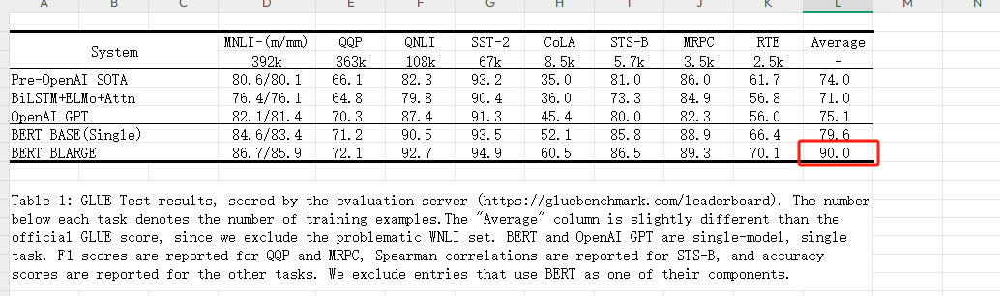 A B C D E F G H I J K L M N
System MNLI-(m/mm) QQP QNLI SST-2 CoLA STS-B MRPC RTE Average
392k 363k 108k 67k 8.5k 5.7k 3.5k 2.5k -
Pre-OpenAI SOTA 80.6/80.1 66.1 82.3 93.2 35.0 81.0 86.0 61.7 74.0
BiLSTM+ELMo+Attn 76.4/76.1 64.8 79.8 90.4 36.0 73.3 84.9 56.8 71.0
OpenAI GPT 82.1/81.4 70.3 87.4 91.3 45.4 80.0 82.3 56.0 75.1
BERT BASE(Single) 84.6/83.4 71.2 90.5 93.5 52.1 85.8 88.9 66.4 79.6
BERT BLARGE 86.7/85.9 72.1 92.7 94.9 60.5 86.5 89.3 70.1 90.0
Table 1: GLUE Test results, scored by the evaluation server (https://gluebenchmark.com/leaderboard). The number
below each task denotes the number of training examples.The "Average" column is slightly different than the
official GLUE score, since we exclude the problematic WNLI set. BERT and OpenAI GPT are single-model, single
task. F1 scores are reported for QQP and MRPC, Spearman correlations are reported for STS-B, and accuracy
scores are reported for the other tasks. We exclude entries that use BERT as one of their components.